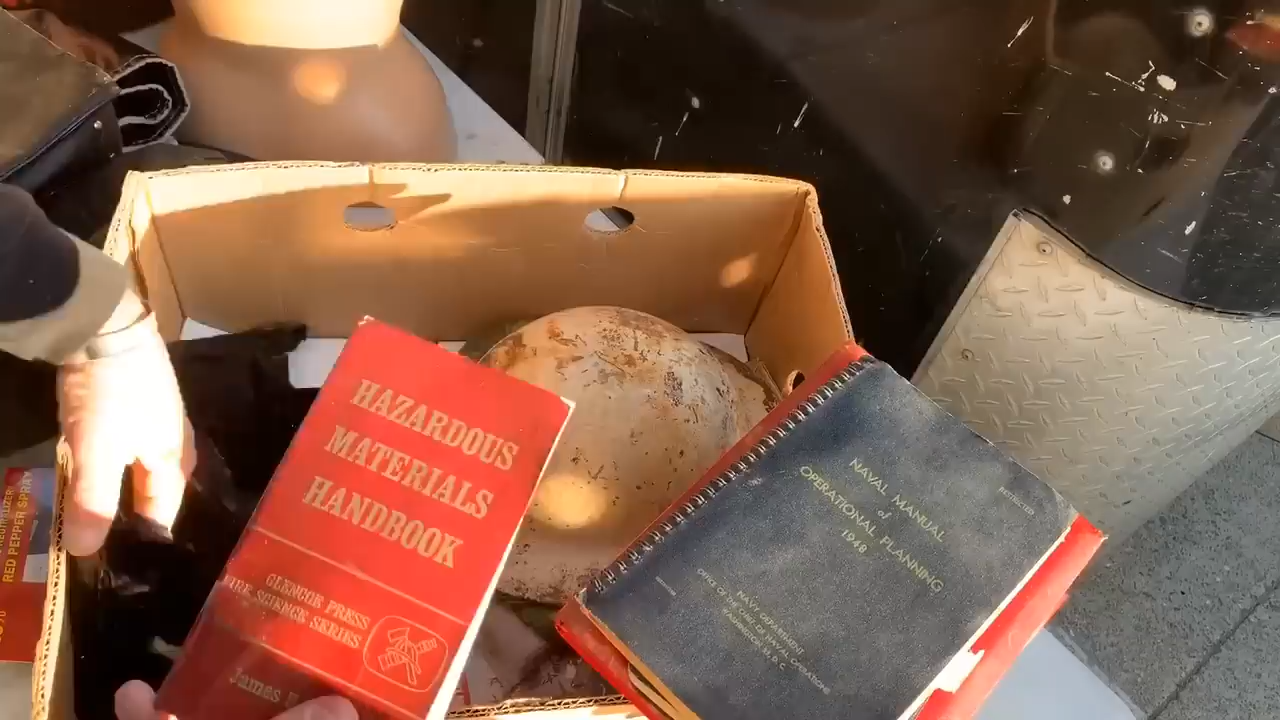 HAZARDOUS
MATERIALS
HANDBOOK
GLENCOE PRESS
FIRE SCIENCE SERIES
James
RESTRICTED
NAVAL MANUAL
of
OPERATIONAL PLANNING
1948
NAVY DEPARTMENT
OFFICE OF THE CHIEF OF NAVAL OPERATIONS
WASHINGTON 25, D. C.
RED PEPPER SPRAY